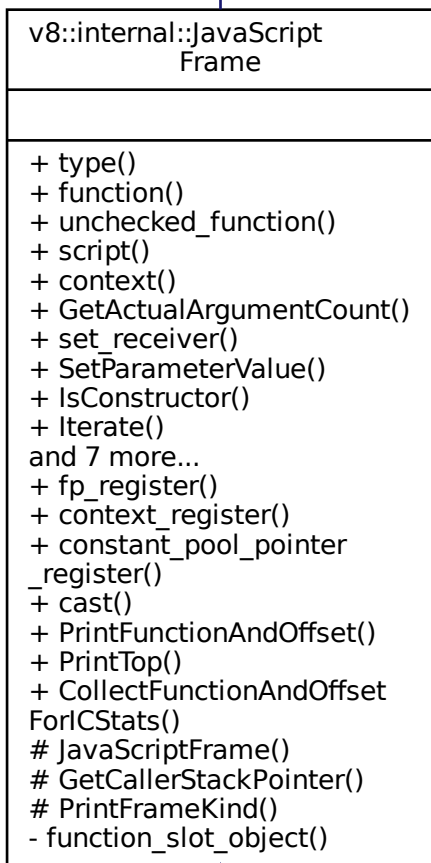 v8::internal::JavaScript
Frame
+ type()
+ function()
+ unchecked_function()
+ script()
+ context()
+ GetActualArgumentCount()
+ set_receiver()
+ SetParameterValue()
+ IsConstructor()
+ Iterate()
and 7 more...
+ fp_register()
+ context_register()
+ constant_pool_pointer
_register()
+ cast()
+ PrintFunctionAndOffset()
+ PrintTop()
+ CollectFunctionAndOffset
ForICStats()
# JavaScriptFrame()
# GetCallerStackPointer()
# PrintFrameKind()
- function_slot_object()